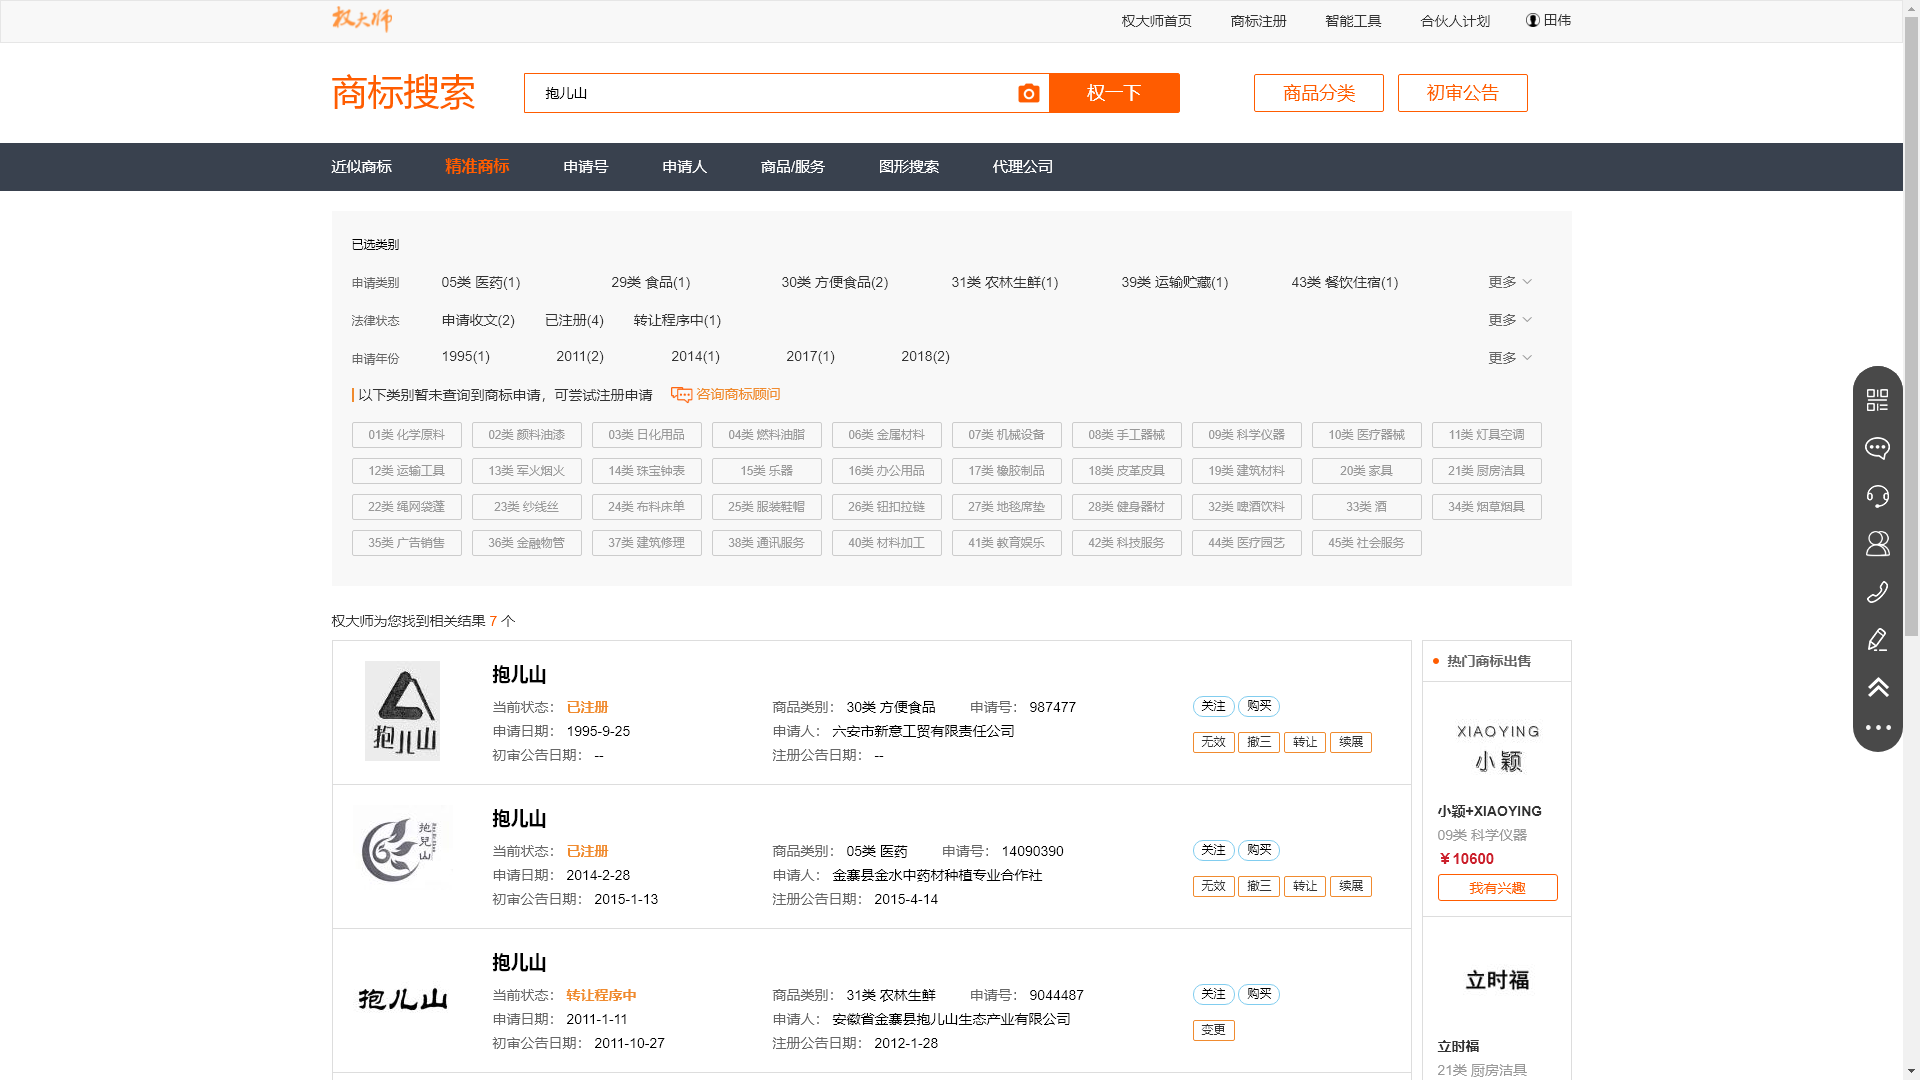 权大师 权大师首页 商标注册 智能工具 合伙人计划 田伟
商标搜索 抱儿山 权一下 商品分类 初审公告
近似商标 精准商标 申请号 申请人 商品/服务 图形搜索 代理公司
已选类别
申请类别 05类 医药(1) 29类 食品(1) 30类 方便食品(2) 31类 农林生鲜(1) 39类 运输贮藏(1) 43类 餐饮住宿(1) 更多
法律状态 申请收文(2) 已注册(4) 转让程序中(1) 更多
申请年份 1995(1) 2011(2) 2014(1) 2017(1) 2018(2) 更多
以下类别暂未查询到商标申请，可尝试注册申请 咨询商标顾问
01类 化学原料 02类 颜料油漆 03类 日化用品 04类 燃料油脂 06类 金属材料 07类 机械设备 08类 手工器械 09类 科学仪器 10类 医疗器械 11类 灯具空调
12类 运输工具 13类 军火烟火 14类 珠宝钟表 15类 乐器 16类 办公用品 17类 橡胶制品 18类 皮革皮具 19类 建筑材料 20类 家具 21类 厨房洁具
22类 绳网袋蓬 23类 纱线丝 24类 布料床单 25类 服装鞋帽 26类 钮扣拉链 27类 地毯席垫 28类 健身器材 32类 啤酒饮料 33类 酒 34类 烟草烟具
35类 广告销售 36类 金融物管 37类 建筑修理 38类 通讯服务 40类 材料加工 41类 教育娱乐 42类 科技服务 44类 医疗园艺 45类 社会服务
权大师为您找到相关结果 7 个
抱儿山
抱儿山
当前状态： 已注册 商品类别： 30类 方便食品 申请号： 987477 关注 购买
申请日期： 1995-9-25 申请人： 六安市新意工贸有限责任公司 无效 撤三 转让 续展
初审公告日期： -- 注册公告日期： --
抱兒山
抱儿山
当前状态： 已注册 商品类别： 05类 医药 申请号： 14090390 关注 购买
申请日期： 2014-2-28 申请人： 金寨县金水中药材种植专业合作社 无效 撤三 转让 续展
初审公告日期： 2015-1-13 注册公告日期： 2015-4-14
抱儿山
抱儿山
当前状态： 转让程序中 商品类别： 31类 农林生鲜 申请号： 9044487 关注 购买
申请日期： 2011-1-11 申请人： 安徽省金寨县抱儿山生态产业有限公司 变更
初审公告日期： 2011-10-27 注册公告日期： 2012-1-28
热门商标出售
XIAOYING
小颖
小颖+XIAOYING
09类 科学仪器
￥10600
我有兴趣
立时福
立时福
21类 厨房洁具